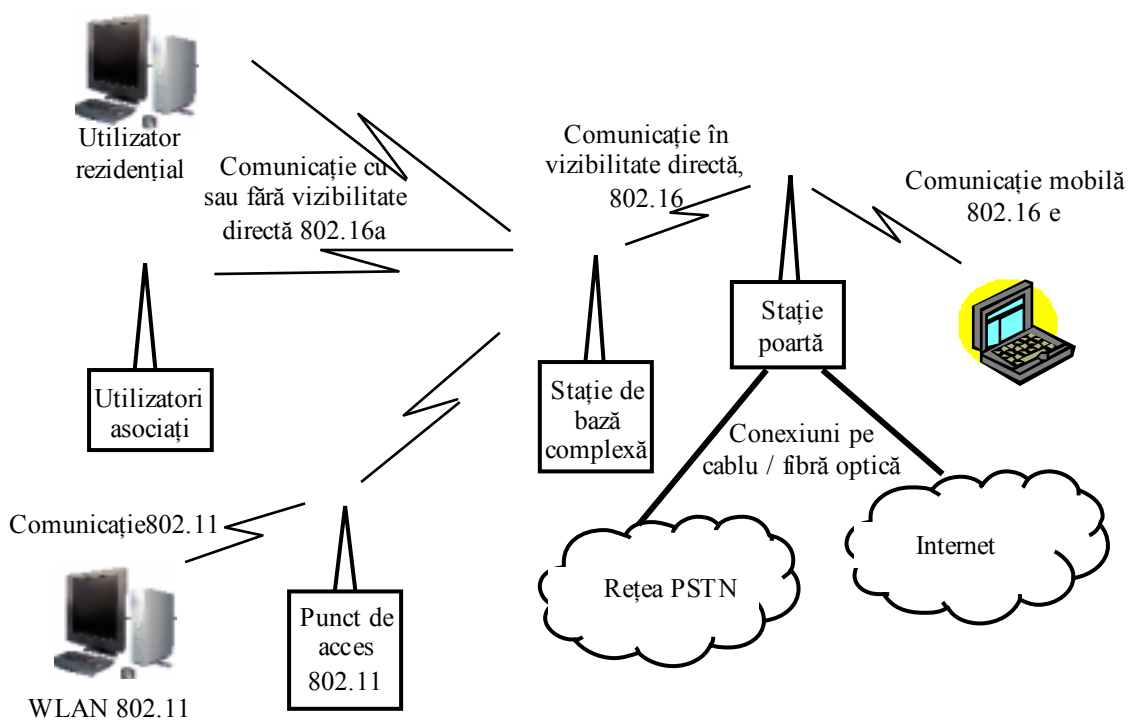 Utilizator
rezidențial
Comunicație cu
sau fără vizibilitate
directă 802.16a
Comunicație în
vizibilitate directă,
802.16
Comunicație mobilă
802.16 e
Stație
poartă
Utilizatori
asociați
Stație de
bază
complexă
Conexiuni pe
cablu / fibră optică
Comunicație802.11
Internet
Rețea PSTN
Punct de
acces
802.11
WLAN 802.11